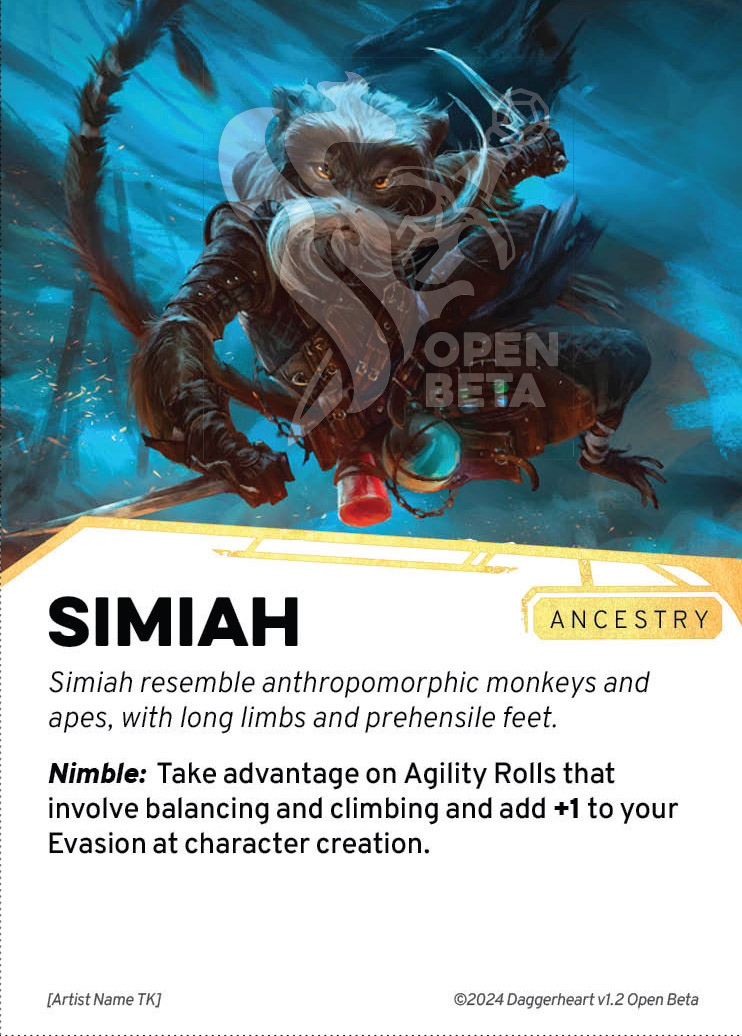 OPEN
BETA
SIMIAH
ANCESTRY
Simiah resemble anthropomorphic monkeys and
apes, with long limbs and prehensile feet.
Nimble: Take advantage on Agility Rolls that
involve balancing and climbing and add +1 to your
Evasion at character creation.
[Artist Name TK]
©2024 Daggerheart v1.2 Open Beta